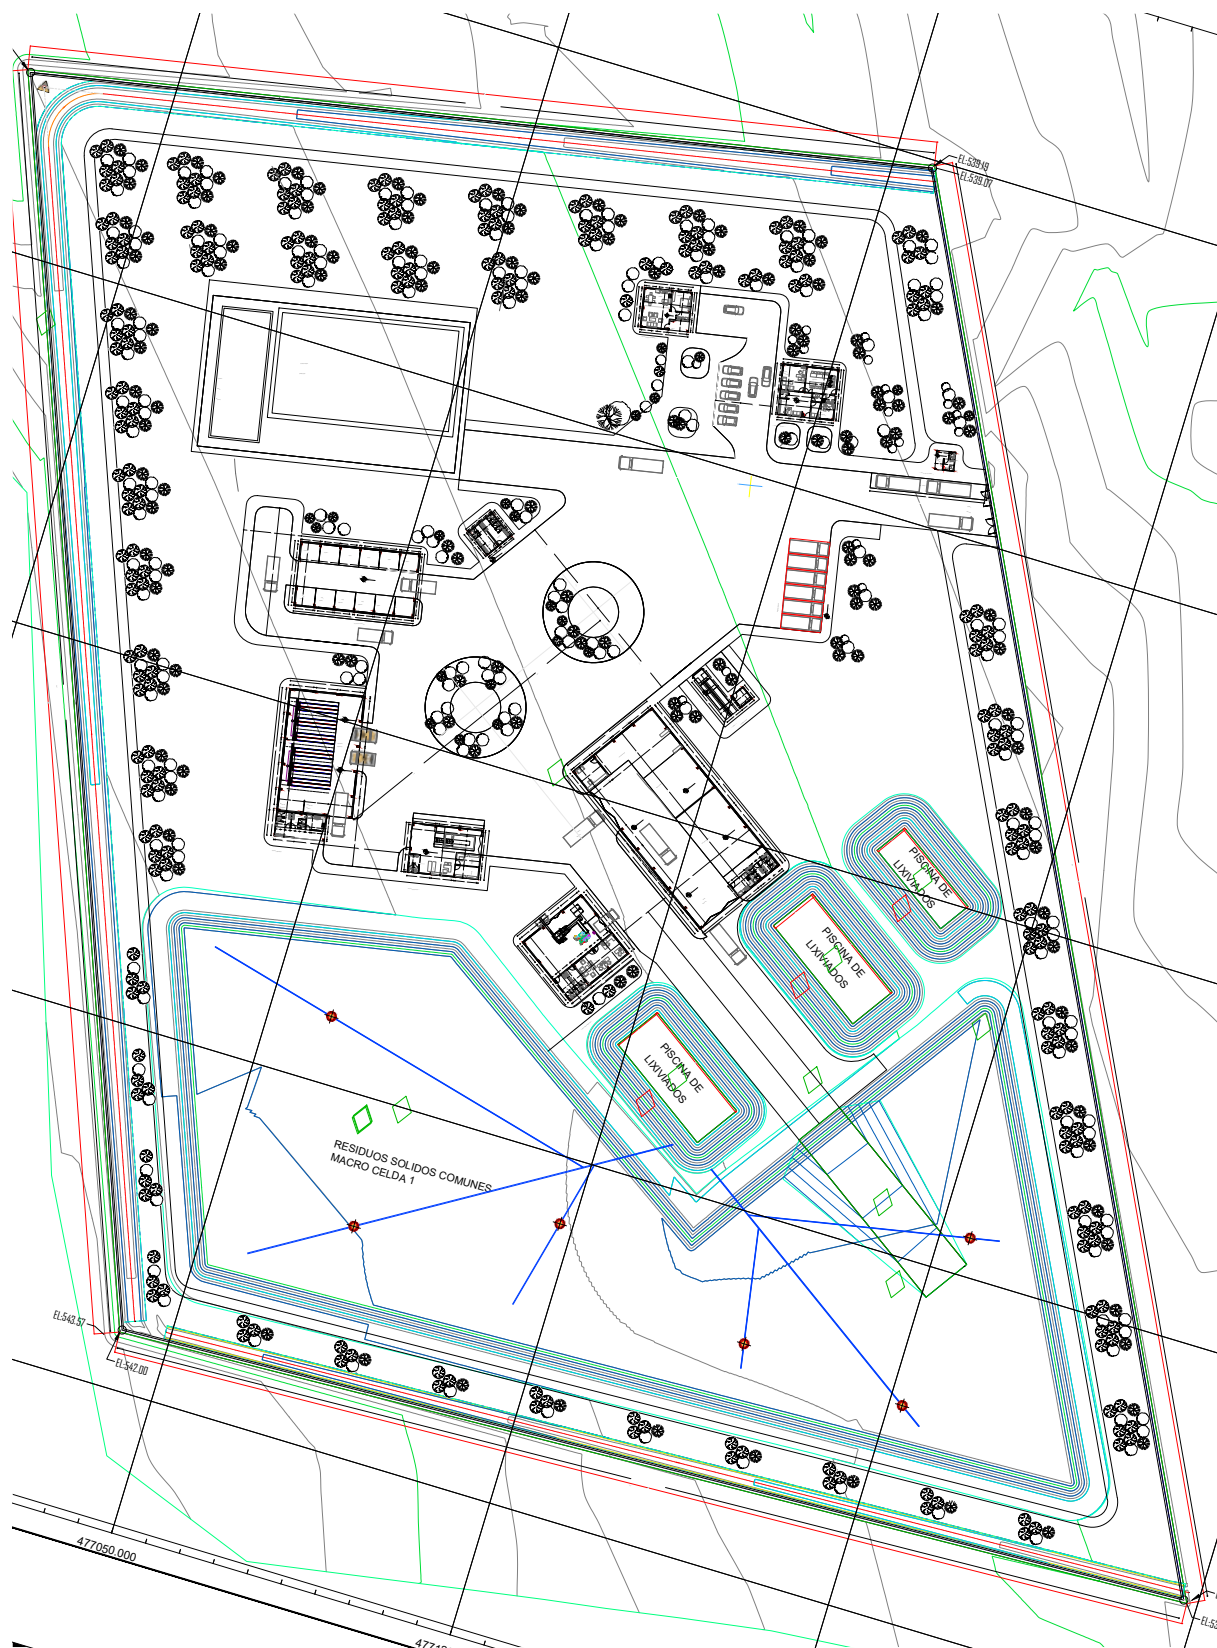 EL:539.19
EL:539.07
PISCINA DE
LIXIVIADOS
PISCINA DE
LIXIVIADOS
PISCINA DE
LIXIVIADOS
RESIDUOS SOLIDOS COMUNES
MACRO CELDA 1
EL:543.57
EL:542.00
477050.000